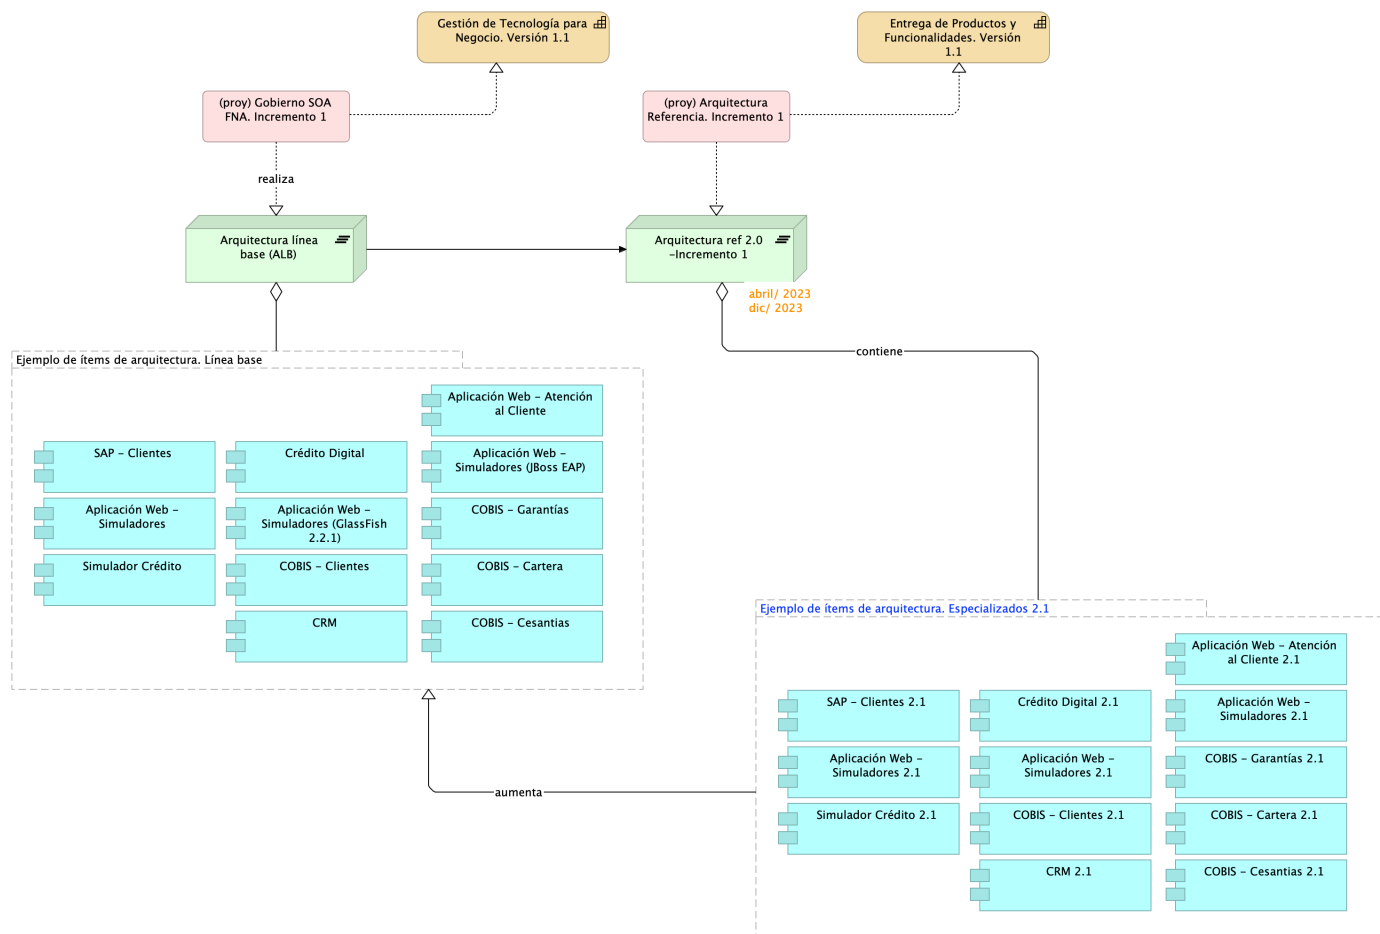 Gestión de Tecnología para
Negocio. Versión 1.1
Entrega de Productos y
Funcionalidades. Versión
1.1
(proy) Gobierno SOA
FNA. Incremento 1
(proy) Arquitectura
Referencia. Incremento 1
realiza
Arquitectura línea
base (ALB)
Arquitectura ref 2.0
-Incremento 1
abril/ 2023
dic/ 2023
contiene
Ejemplo de ítems de arquitectura. Línea base
Aplicación Web - Atención
al Cliente
SAP - Clientes
Crédito Digital
Aplicación Web -
Simuladores (JBoss EAP)
Aplicación Web -
Simuladores
Aplicación Web -
Simuladores (GlassFish
2.2.1)
COBIS - Garantías
Simulador Crédito
COBIS - Clientes
COBIS - Cartera
CRM
COBIS - Cesantias
Ejemplo de ítems de arquitectura. Especializados 2.1
Aplicación Web - Atención
al Cliente 2.1
SAP - Clientes 2.1
Crédito Digital 2.1
Aplicación Web -
Simuladores 2.1
Aplicación Web -
Simuladores 2.1
Aplicación Web -
Simuladores 2.1
COBIS - Garantías 2.1
aumenta
Simulador Crédito 2.1
COBIS - Clientes 2.1
COBIS - Cartera 2.1
CRM 2.1
COBIS - Cesantias 2.1